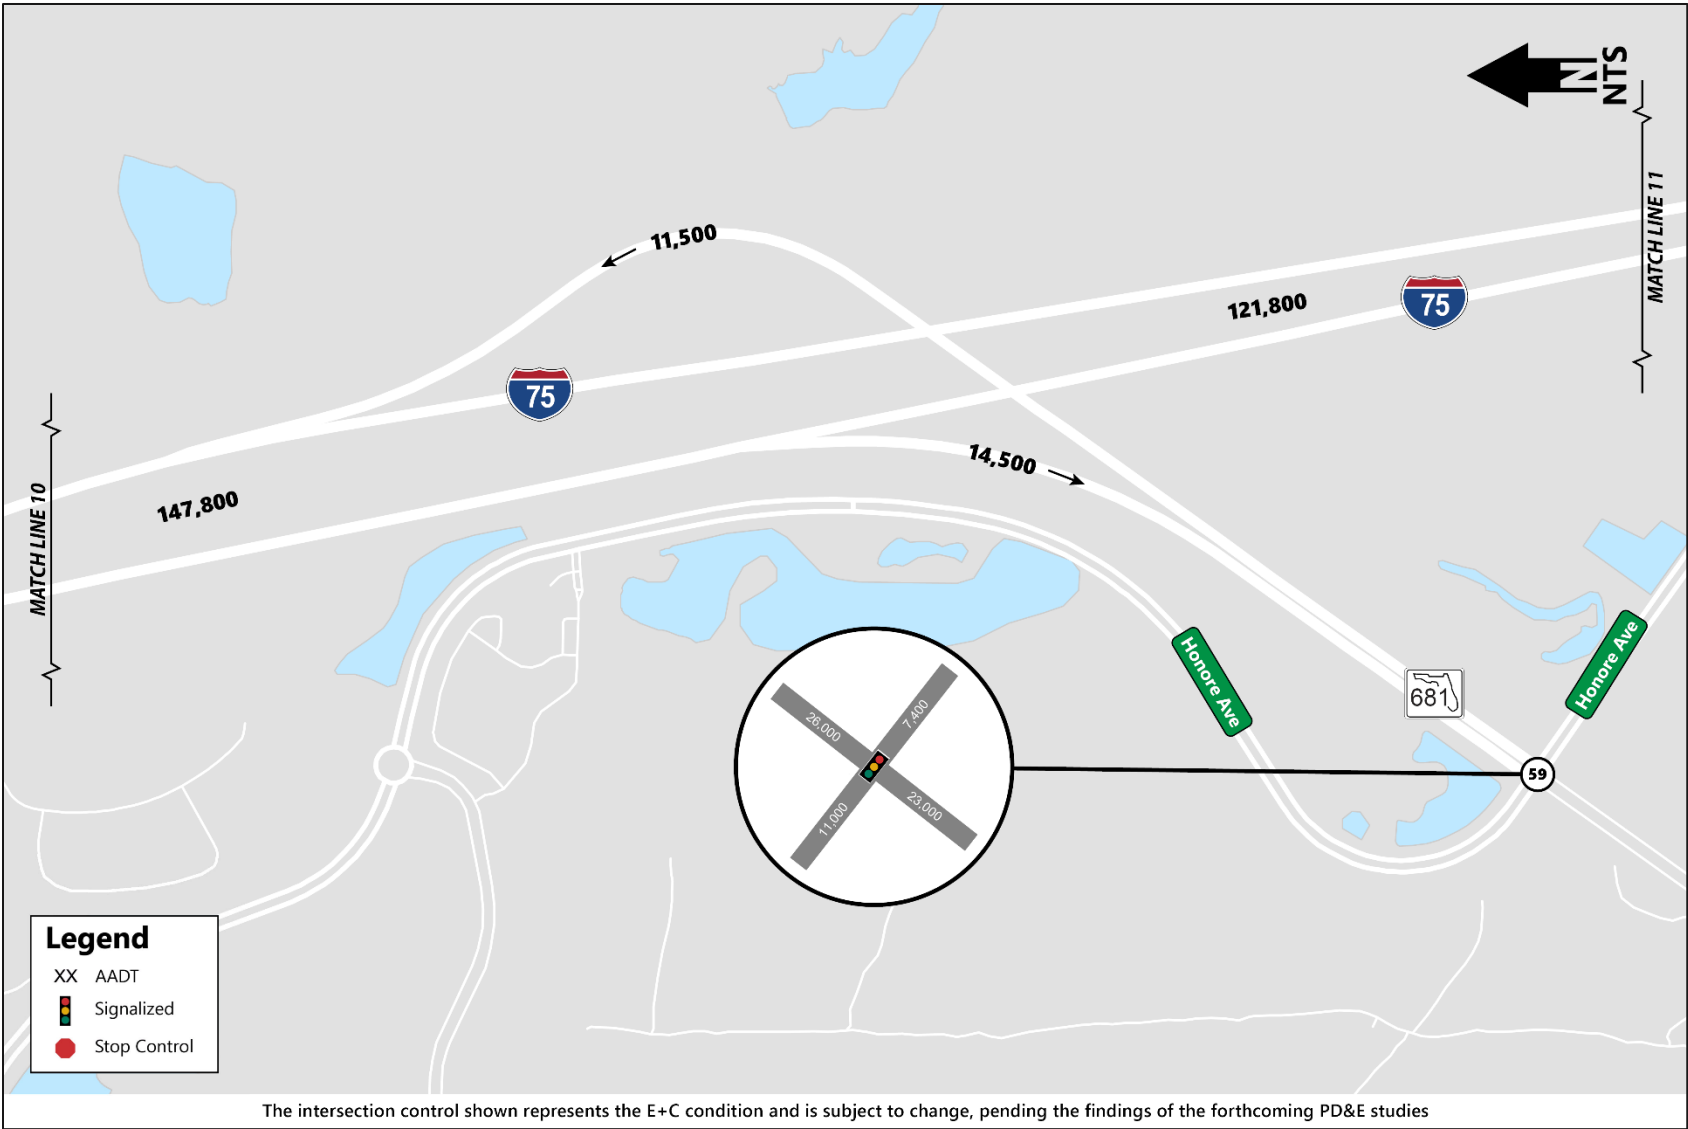 N
NTS
MATCH LINE 11
11,500
121,800
75
75
14,500
147,800
MATCH LINE 10
Honore Ave
Honore Ave
681
26,000
7,400
11,000
23,000
59
Legend
XX AADT
Signalized
Stop Control
The intersection control shown represents the E+C condition and is subject to change, pending the findings of the forthcoming PD&E studies